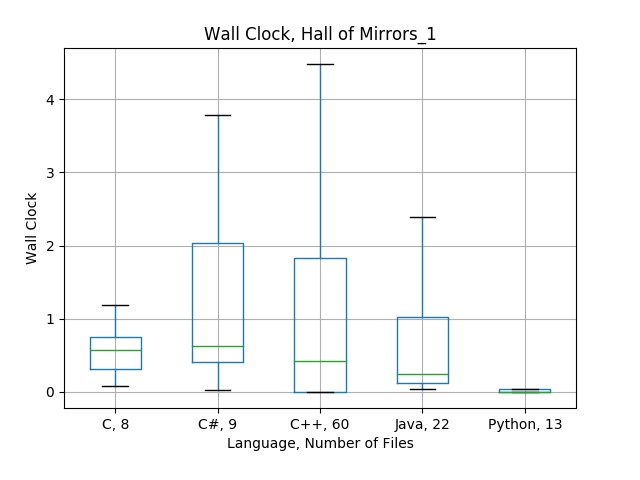 Wall Clock, Hall of Mirrors_1
4
3
2
1
0
Wall Clock
C, 8
C#, 9
C++, 60
Java, 22
Python, 13
Language, Number of Files